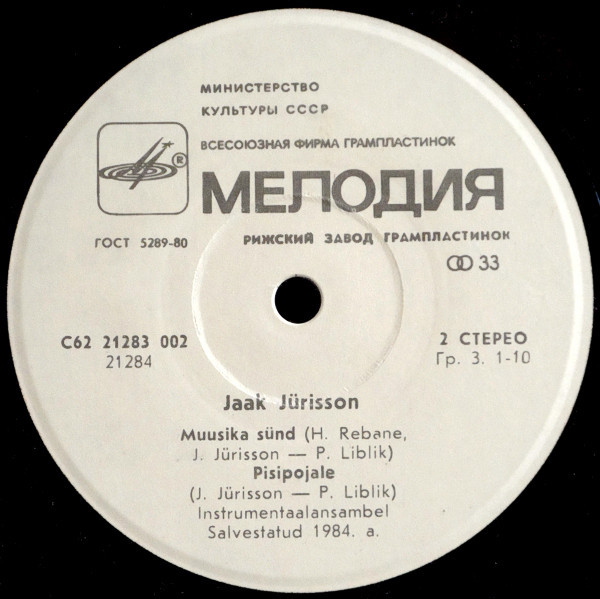 МИНИСТЕРСТВО
КУЛЬТУРЫ СССР
ВСЕСОЮЗНАЯ ФИРМА ГРАМПЛАСТИНОК
®
МЕЛОДИЯ
ГОСТ 5289-80
РИЖСКИЙ ЗАВОД ГРАМПЛАСТИНОК
33
С62 21283 002
21284
2 СТЕРЕО
Гр. 3. 1-10
Jaak Jürisson
Muusika sünd (H. Rebane,
J. Jürisson — P. Liblik)
Pisipojale
(J. Jürisson — P. Liblik)
Instrumentaalansambel
Salvestatud 1984. a.